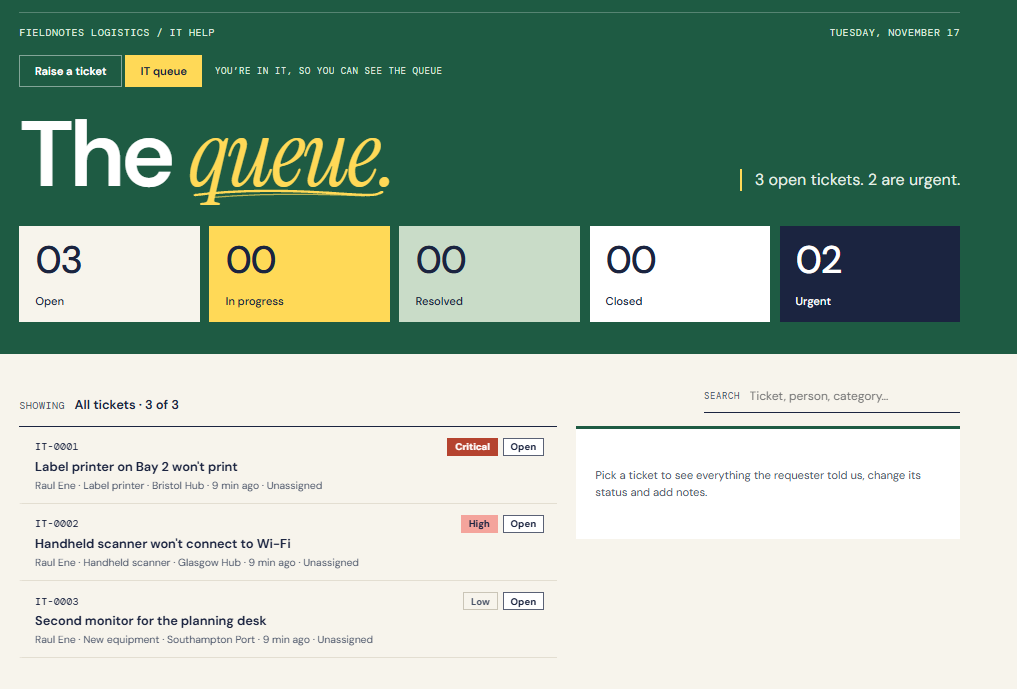 FIELDNOTES LOGISTICS / IT HELP
TUESDAY, NOVEMBER 17
Raise a ticket
IT queue
YOU'RE IN IT, SO YOU CAN SEE THE QUEUE
The queue.
3 open tickets. 2 are urgent.
03
Open
00
In progress
00
Resolved
00
Closed
02
Urgent
SHOWING All tickets · 3 of 3
SEARCH Ticket, person, category…
IT-0001
Critical
Open
Label printer on Bay 2 won't print
Raul Ene · Label printer · Bristol Hub · 9 min ago · Unassigned
IT-0002
High
Open
Handheld scanner won't connect to Wi-Fi
Raul Ene · Handheld scanner · Glasgow Hub · 9 min ago · Unassigned
IT-0003
Low
Open
Second monitor for the planning desk
Raul Ene · New equipment · Southampton Port · 9 min ago · Unassigned
Pick a ticket to see everything the requester told us, change its
status and add notes.